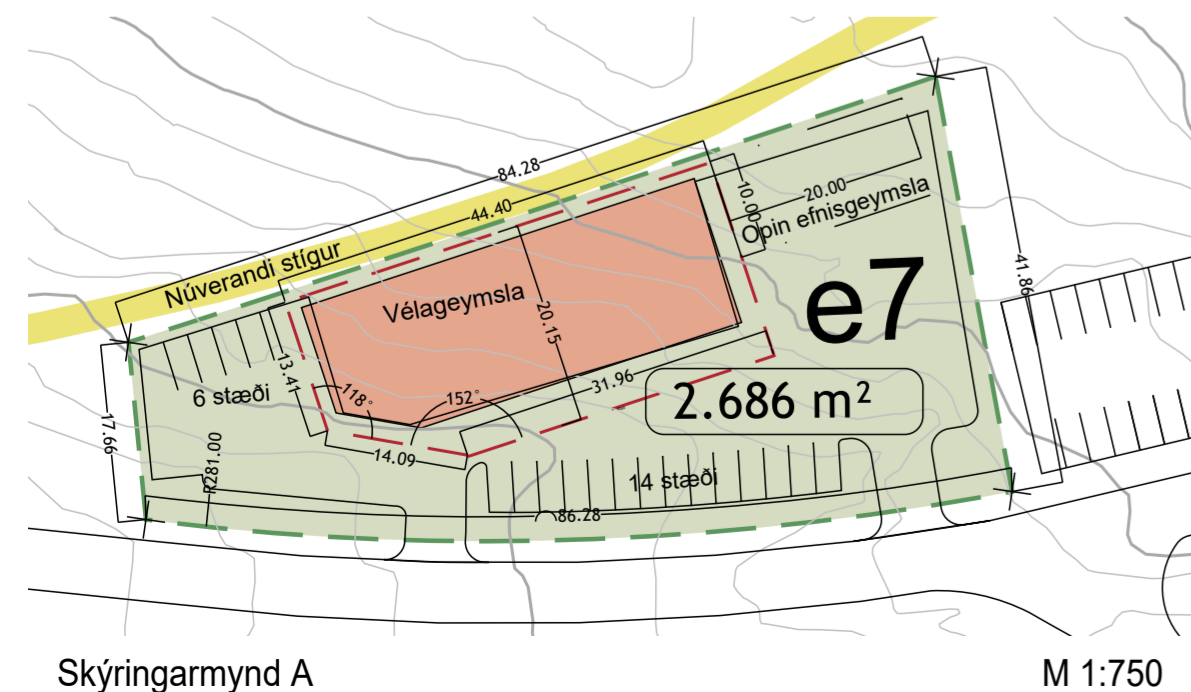 84.28
44.40
Núverandi stígur
10.00
20.00
Opin efnisgeymsla
Vélageymsla
20.15
e7
41.86
13.41
6 stæði
118°
152°
31.96
2.686 m²
17.66
14.09
R281.00
14 stæði
86.28
Skýringarmynd A
M 1:750